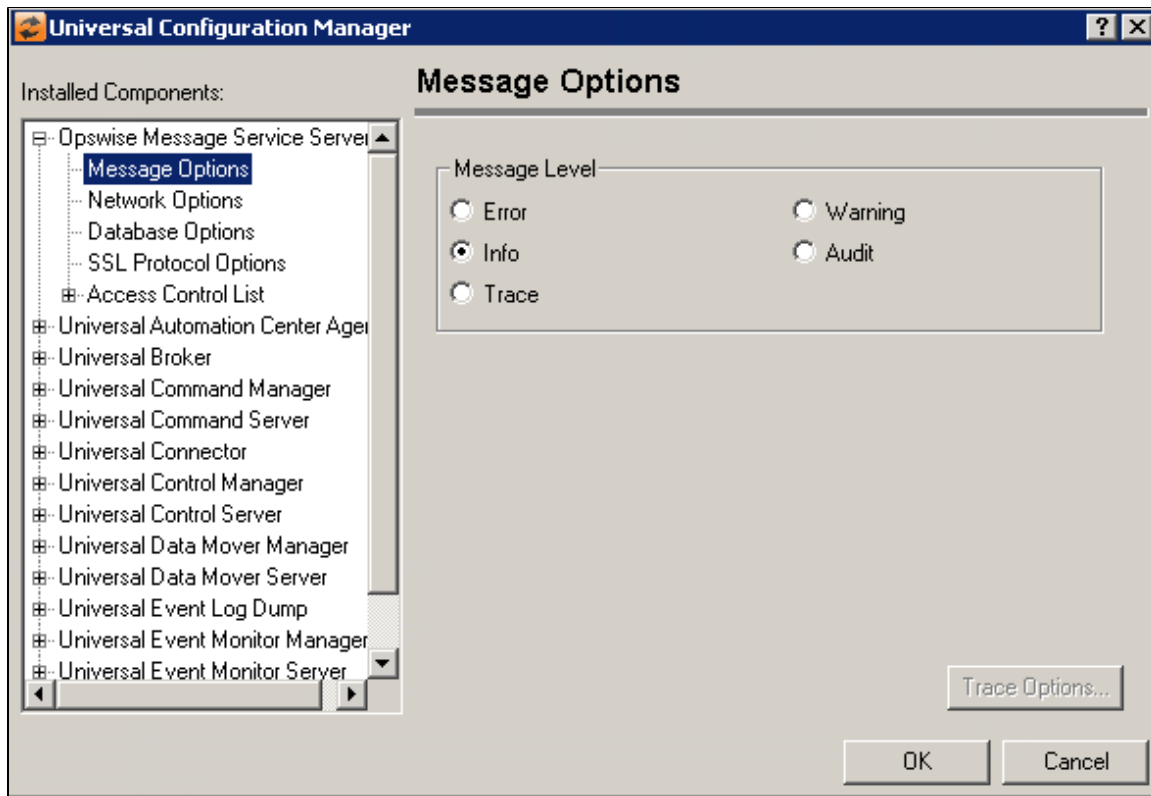 Universal Configuration Manager
Installed Components:
Message Options
Opswise Message Service Server
Message Options
Network Options
Database Options
SSL Protocol Options
Access Control List
Universal Automation Center Agen
Universal Broker
Universal Command Manager
Universal Command Server
Universal Connector
Universal Control Manager
Universal Control Server
Universal Data Mover Manager
Universal Data Mover Server
Universal Event Log Dump
Universal Event Monitor Manager
Universal Event Monitor Server
Message Level
Error
Warning
Info
Audit
Trace
Trace Options...
OK
Cancel